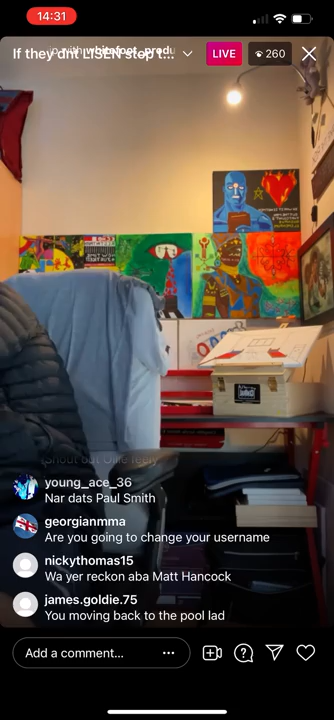 14:31
If they dnt LISEN stop t...
LIVE
260
young_ace_36
Nar dats Paul Smith
georgianmma
Are you going to change your username
nickythomas15
Wa yer reckon aba Matt Hancock
james.goldie.75
You moving back to the pool lad
Add a comment...